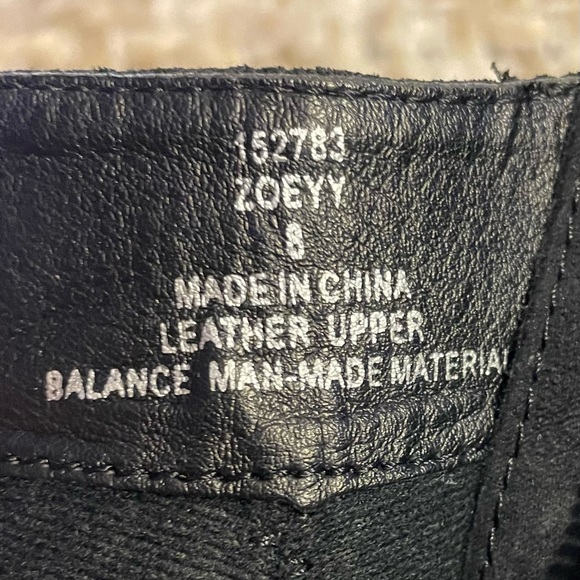 152783
ZOEYY
8
MADE IN CHINA
LEATHER UPPER
BALANCE MAN-MADE MATERIAL